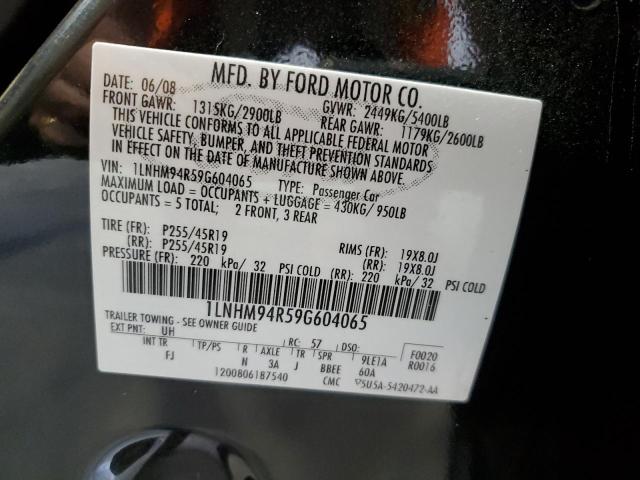 MFD. BY FORD MOTOR CO.
DATE: 06/08 GVWR: 2449KG/5400LB
FRONT GAWR: 1315KG/2900LB REAR GAWR: 1179KG/2600LB
THIS VEHICLE CONFORMS TO ALL APPLICABLE FEDERAL MOTOR
VEHICLE SAFETY, BUMPER, AND THEFT PREVENTION STANDARDS
IN EFFECT ON THE DATE OF MANUFACTURE SHOWN ABOVE.
VIN: 1LNHM94R59G604065 TYPE: Passenger Car
MAXIMUM LOAD = OCCUPANTS + LUGGAGE = 430KG/950LB
OCCUPANTS = 5 TOTAL; 2 FRONT, 3 REAR
TIRE (FR): P255/45R19 RIMS (FR): 19X8.0J
(RR): P255/45R19 (RR): 19X8.0J
PRESSURE (FR): 220 kPa/ 32 PSI COLD (RR): 220 kPa/ 32 PSI COLD
1LNHM94R59G604065
TRAILER TOWING - SEE OWNER GUIDE
EXT PNT: UH RC: 57 DSO: F0020
INT TR TP/PS R AXLE TR SPR 9LE1A R0016
FJ N 3A J BBEE 60A
1200806187540 CMC 5U5A-5420472-AA